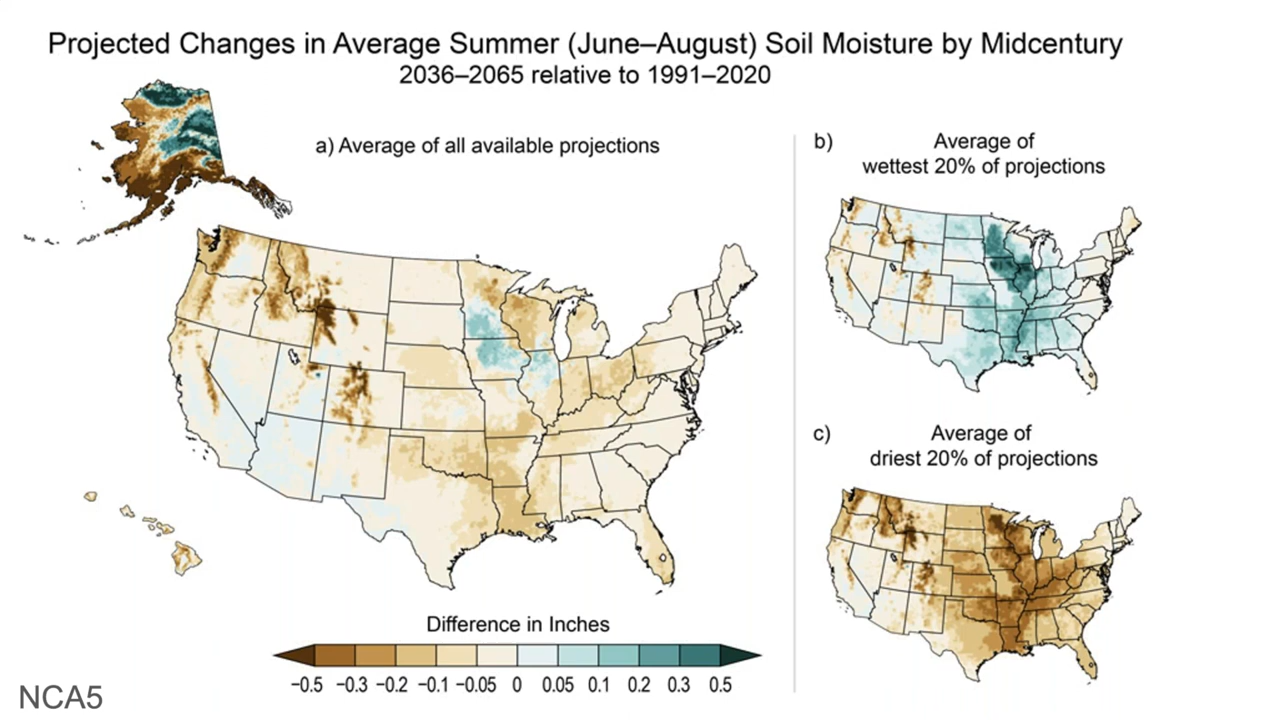 Projected Changes in Average Summer (June–August) Soil Moisture by Midcentury
2036–2065 relative to 1991–2020
a) Average of all available projections
b)
Average of
wettest 20% of projections
c)
Average of
driest 20% of projections
Difference in Inches
−0.5 −0.3 −0.2 −0.1 −0.05 0 0.05 0.1 0.2 0.3 0.5
NCA5